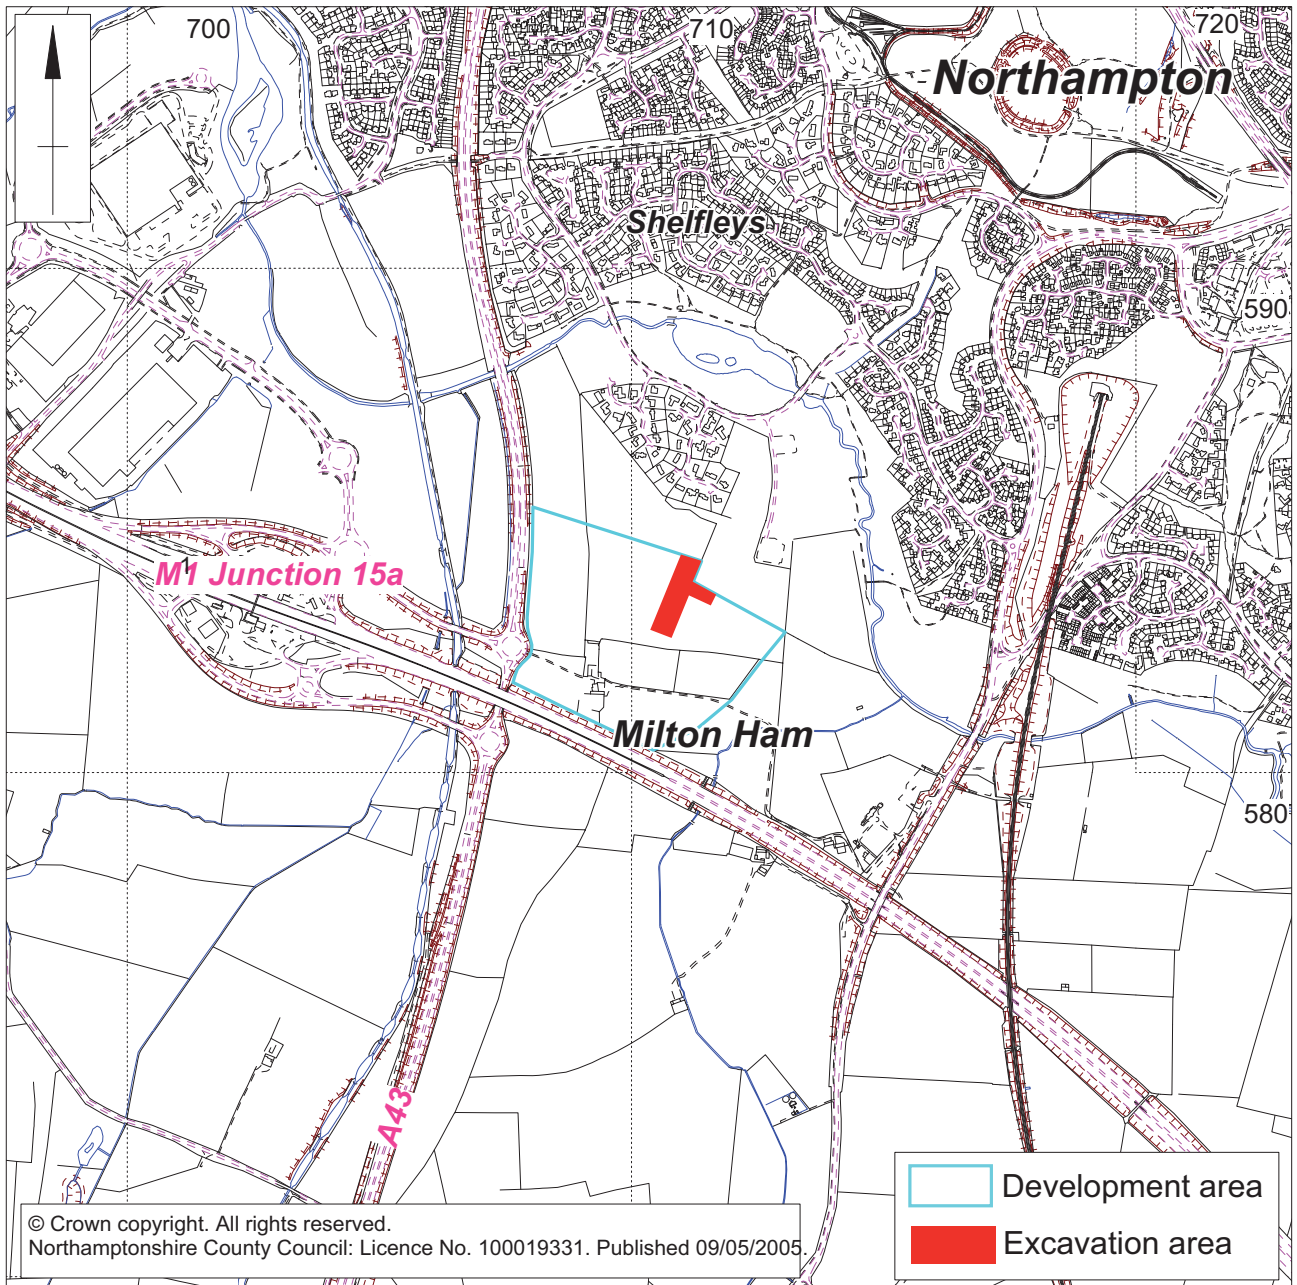 700
710
720
Northampton
Shelfleys
590
M1 Junction 15a
1
Milton Ham
580
A43
Development area
Excavation area
© Crown copyright. All rights reserved.
Northamptonshire County Council: Licence No. 100019331. Published 09/05/2005.